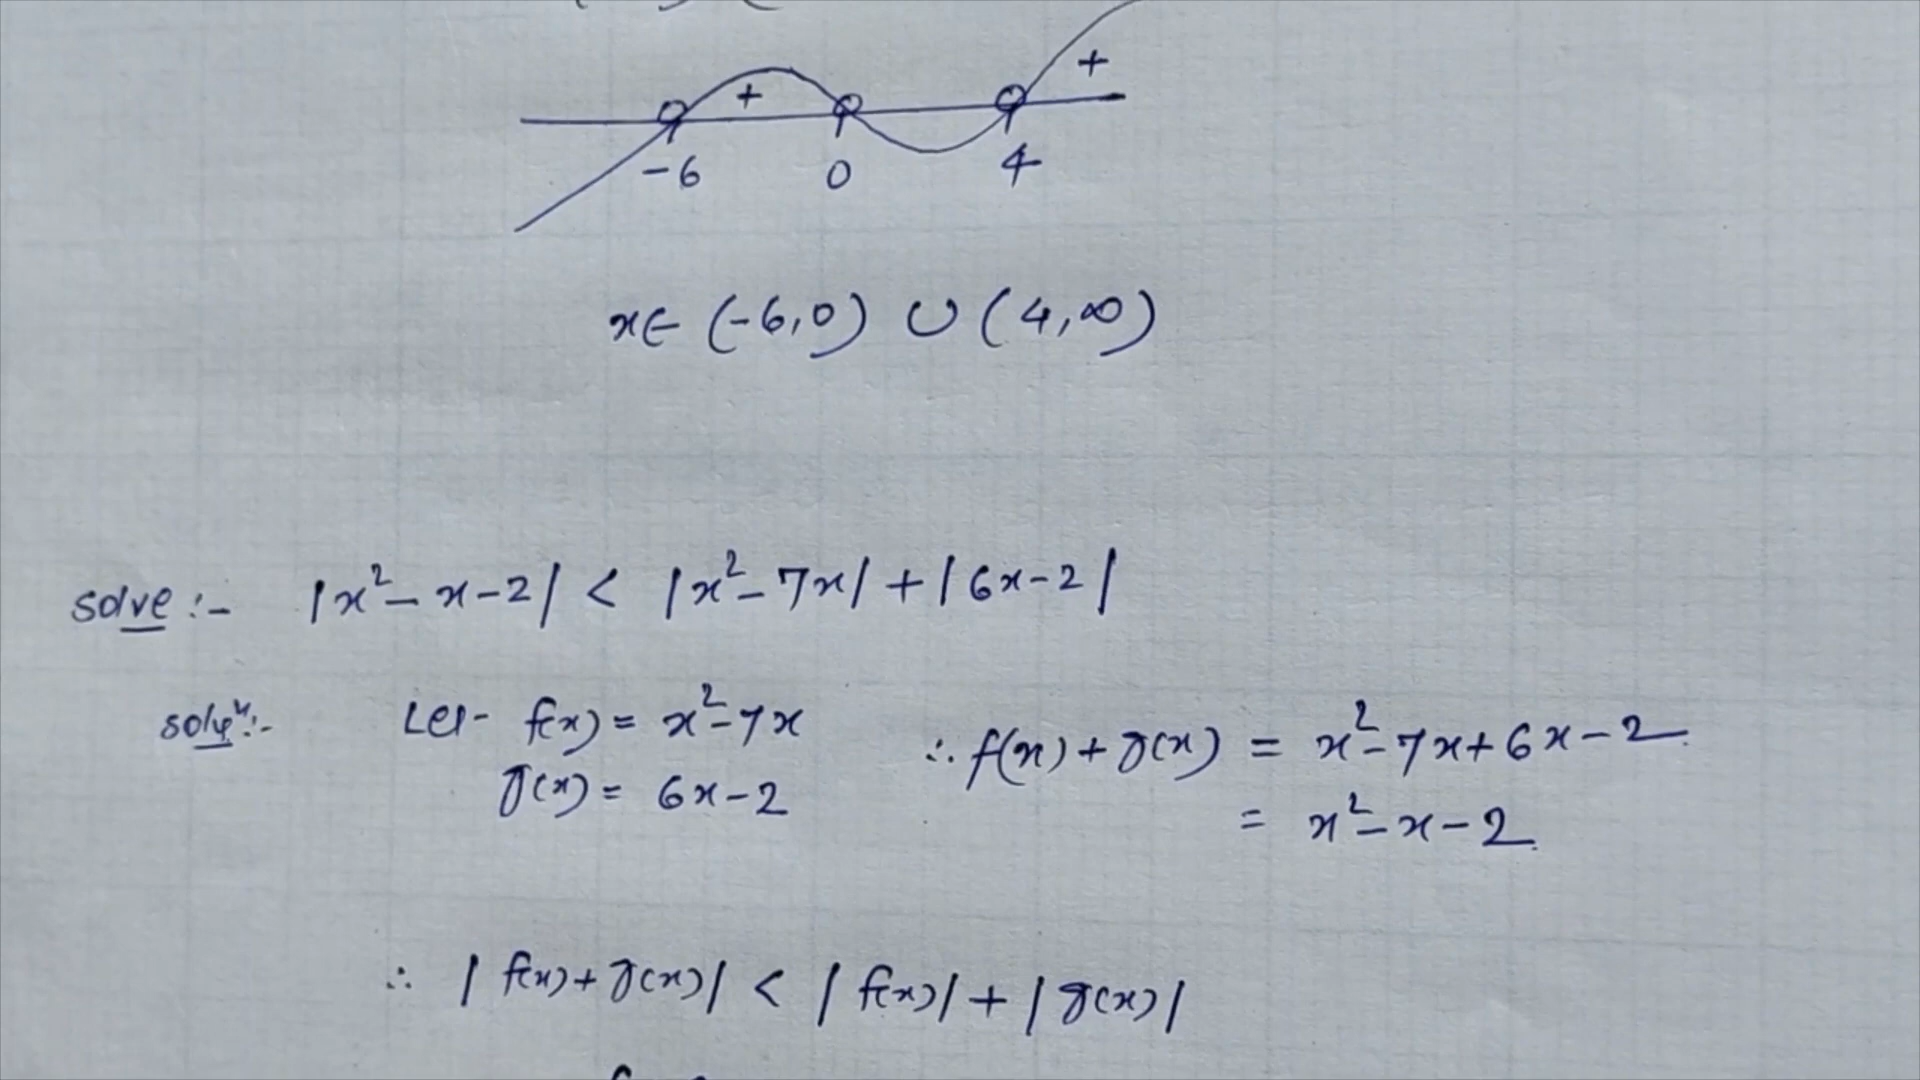 + +
-6 0 4
x∈ (-6,0) ∪ (4,∞)
solve :- |x²-x-2| < |x²-7x|+|6x-2|
solⁿ:- Let f(x) = x²-7x
g(x) = 6x-2
∴ f(x)+g(x) = x²-7x+6x-2
= x²-x-2.
∴ |f(x)+g(x)| < |f(x)|+|g(x)|